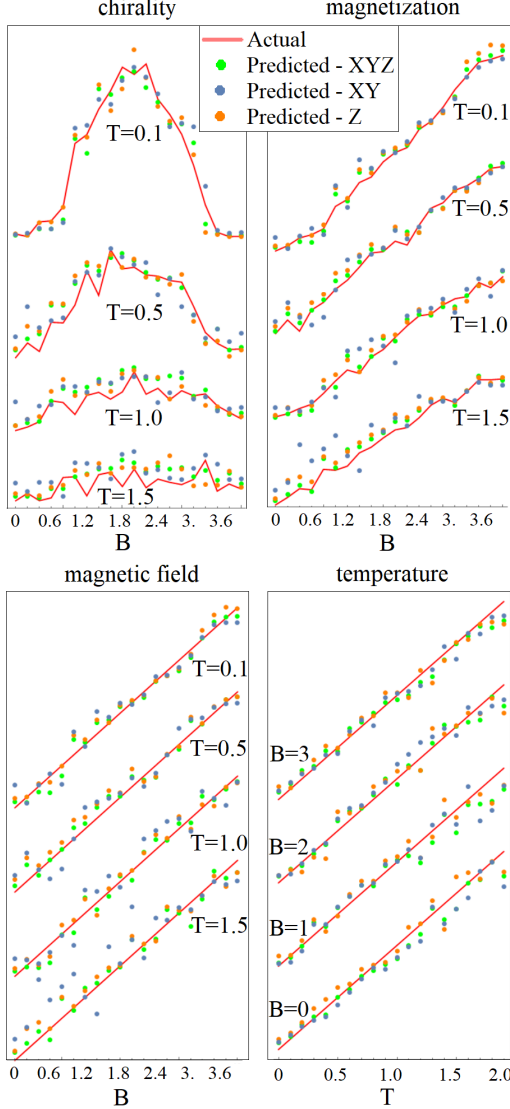 chirality
magnetization
Actual
Predicted - XYZ
Predicted - XY
Predicted - Z
T=0.1
T=0.5
T=1.0
T=1.5
0 0.6 1.2 1.8 2.4 3. 3.6
B
T=0.1
T=0.5
T=1.0
T=1.5
0 0.6 1.2 1.8 2.4 3. 3.6
B
magnetic field
temperature
T=0.1
T=0.5
T=1.0
T=1.5
0 0.6 1.2 1.8 2.4 3. 3.6
B
B=3
B=2
B=1
B=0
0 0.5 1.0 1.5 2.0
T